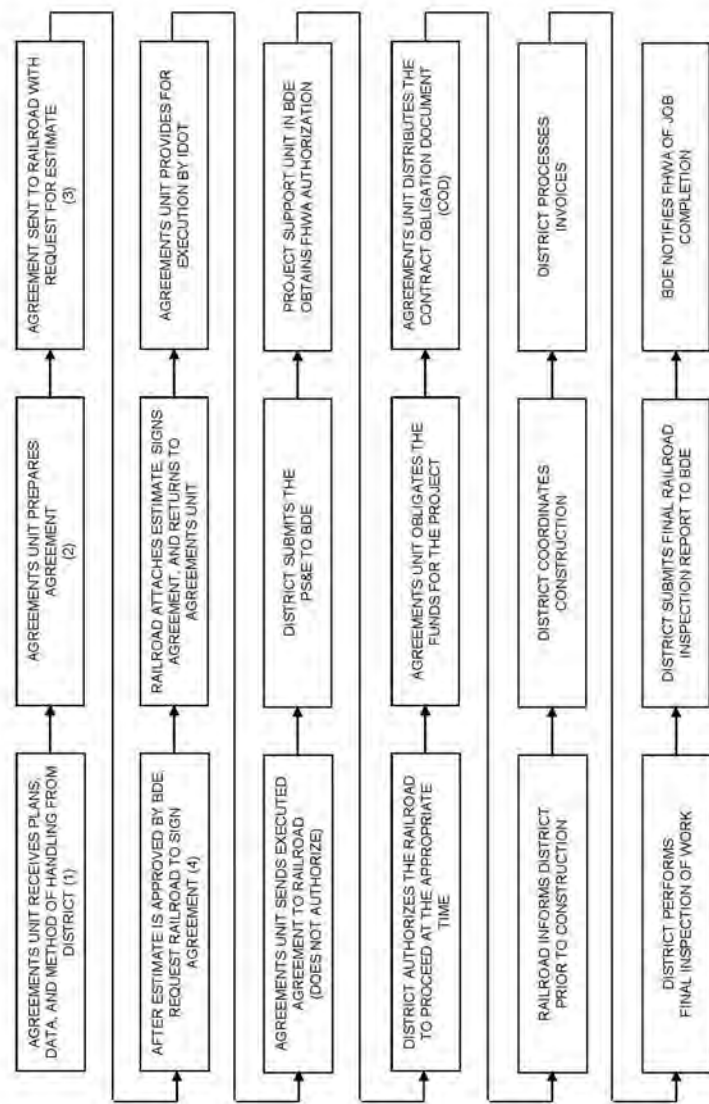 AGREEMENTS UNIT RECEIVES PLANS,
DATA, AND METHOD OF HANDLING FROM
DISTRICT (1)
AGREEMENTS UNIT PREPARES
AGREEMENT
(2)
AGREEMENT SENT TO RAILROAD WITH
REQUEST FOR ESTIMATE
(3)
AFTER ESTIMATE IS APPROVED BY BDE,
REQUEST RAILROAD TO SIGN
AGREEMENT (4)
RAILROAD ATTACHES ESTIMATE, SIGNS
AGREEMENT, AND RETURNS TO
AGREEMENTS UNIT
AGREEMENTS UNIT PROVIDES FOR
EXECUTION BY IDOT
AGREEMENTS UNIT SENDS EXECUTED
AGREEMENT TO RAILROAD
(DOES NOT AUTHORIZE)
DISTRICT SUBMITS THE
PS&E TO BDE
PROJECT SUPPORT UNIT IN BDE
OBTAINS FHWA AUTHORIZATION
DISTRICT AUTHORIZES THE RAILROAD
TO PROCEED AT THE APPROPRIATE
TIME
AGREEMENTS UNIT OBLIGATES THE
FUNDS FOR THE PROJECT
AGREEMENTS UNIT DISTRIBUTES THE
CONTRACT OBLIGATION DOCUMENT
(COD)
RAILROAD INFORMS DISTRICT
PRIOR TO CONSTRUCTION
DISTRICT COORDINATES
CONSTRUCTION
DISTRICT PROCESSES
INVOICES
DISTRICT PERFORMS
FINAL INSPECTION OF WORK
DISTRICT SUBMITS FINAL RAILROAD
INSPECTION REPORT TO BDE
BDE NOTIFIES FHWA OF JOB
COMPLETION